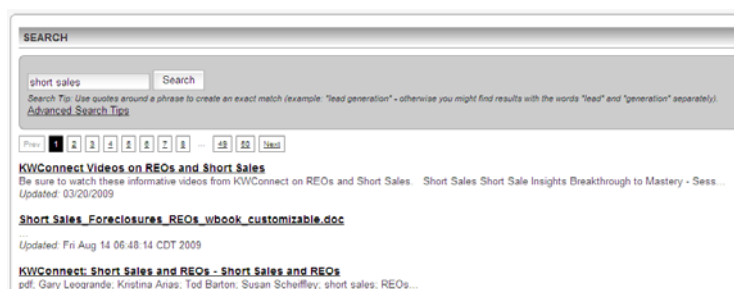 SEARCH
short sales Search
Search Tip: Use quotes around a phrase to create an exact match (example: "lead generation" - otherwise you might find results with the words "lead" and "generation" separately).
Advanced Search Tips
Prev 1 2 3 4 5 6 7 8 ... 49 50 Next
KWConnect Videos on REOs and Short Sales
Be sure to watch these informative videos from KWConnect on REOs and Short Sales. Short Sales Short Sale Insights Breakthrough to Mastery - Sess...
Updated: 03/20/2009
Short Sales_Foreclosures_REOs_wbook_customizable.doc
...
Updated: Fri Aug 14 06:48:14 CDT 2009
KWConnect: Short Sales and REOs - Short Sales and REOs
pdf; Gary Leogrande; Kristina Arias; Tod Barton; Susan Scheiffley; short sales; REOs...